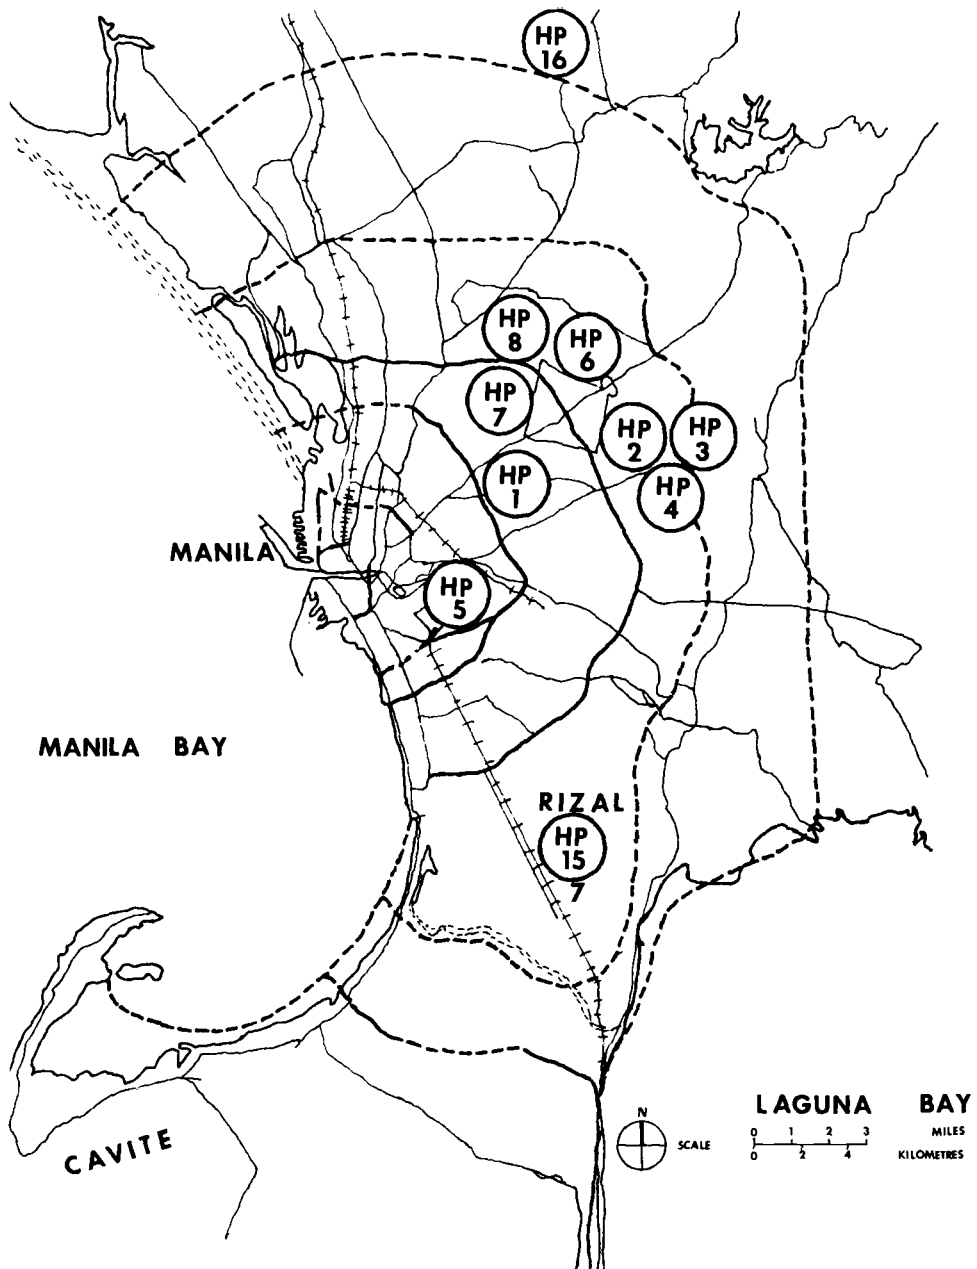 HP
16
HP
8
HP
6
HP
7
HP
2
HP
3
HP
1
HP
4
MANILA
HP
5
MANILA BAY
RIZAL
HP
15
7
LAGUNA BAY
N
SCALE
0 1 2 3 MILES
0 2 4 KILOMETRES
CAVITE